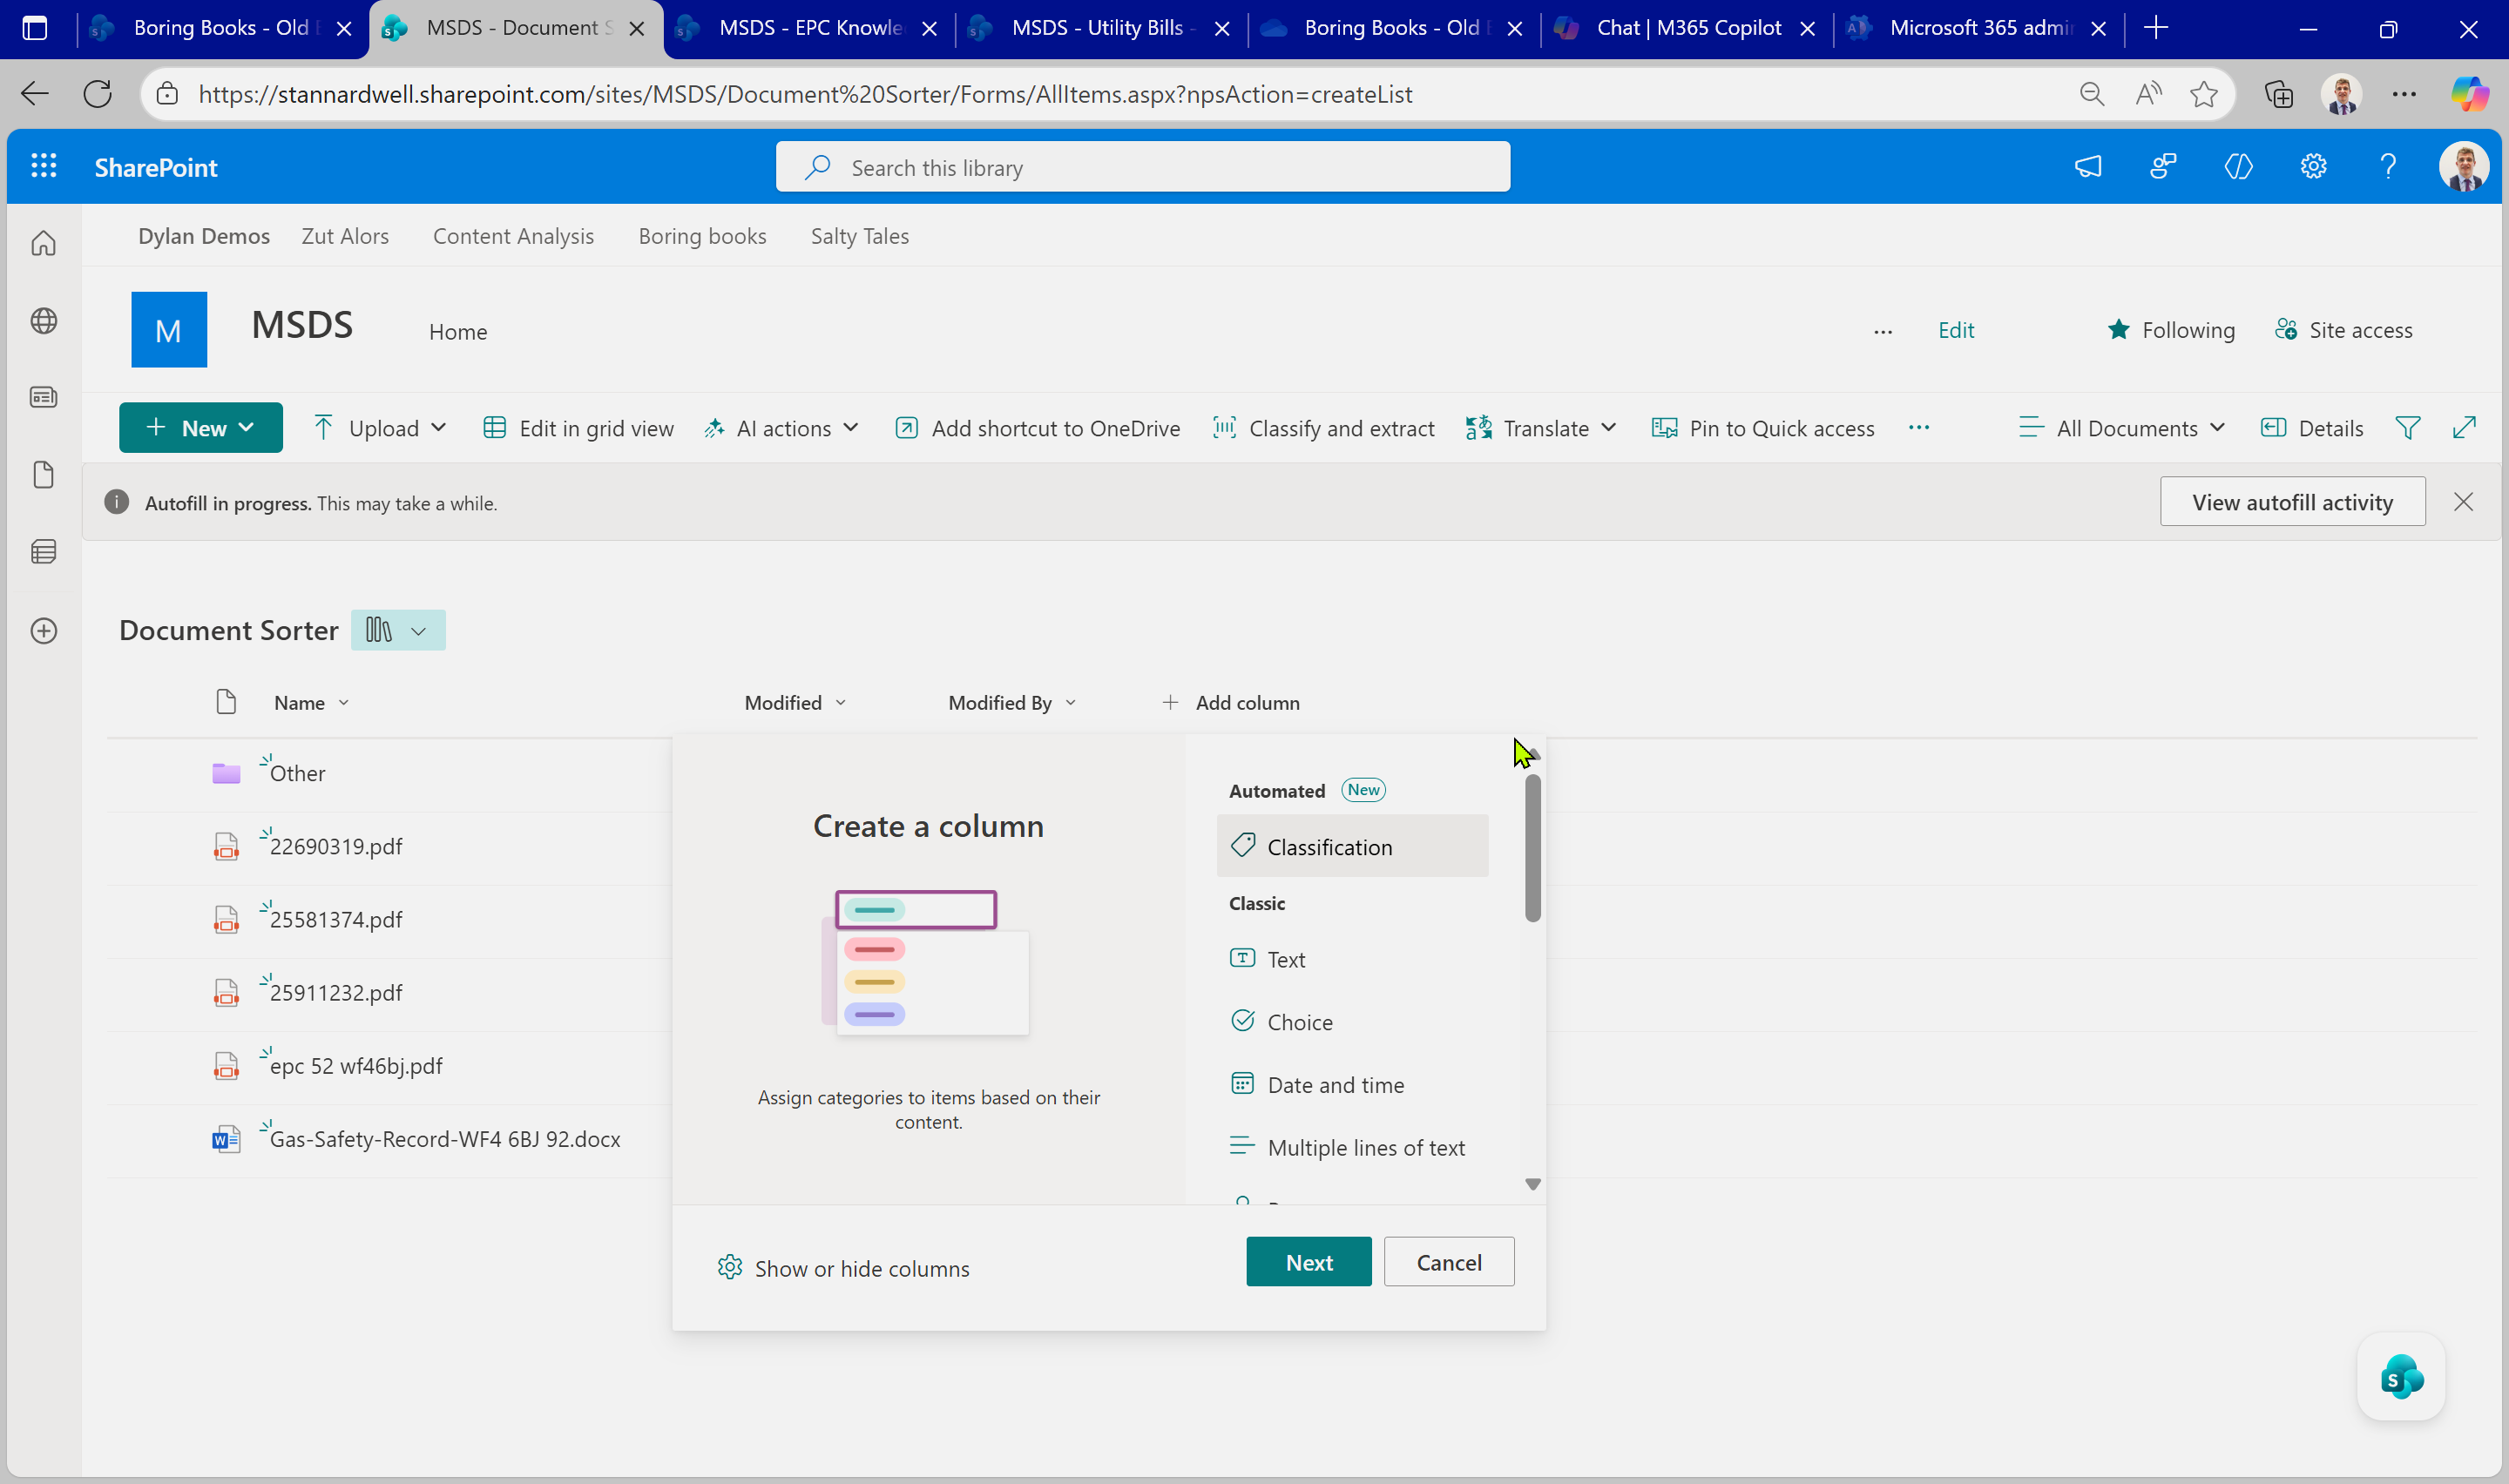 Boring Books - Old
MSDS - Document S
MSDS - EPC Knowle
MSDS - Utility Bills -
Boring Books - Old
Chat | M365 Copilot
Microsoft 365 admi
https://stannardwell.sharepoint.com/sites/MSDS/Document%20Sorter/Forms/AllItems.aspx?npsAction=createList
SharePoint
Search this library
Dylan Demos
Zut Alors
Content Analysis
Boring books
Salty Tales
M
MSDS
Home
Edit
Following
Site access
New
Upload
Edit in grid view
AI actions
Add shortcut to OneDrive
Classify and extract
Translate
Pin to Quick access
All Documents
Details
Autofill in progress. This may take a while.
View autofill activity
Document Sorter
Name
Modified
Modified By
Add column
Other
22690319.pdf
25581374.pdf
25911232.pdf
epc 52 wf46bj.pdf
Gas-Safety-Record-WF4 6BJ 92.docx
Create a column
Assign categories to items based on their
content.
Automated New
Classification
Classic
Text
Choice
Date and time
Multiple lines of text
Show or hide columns
Next
Cancel